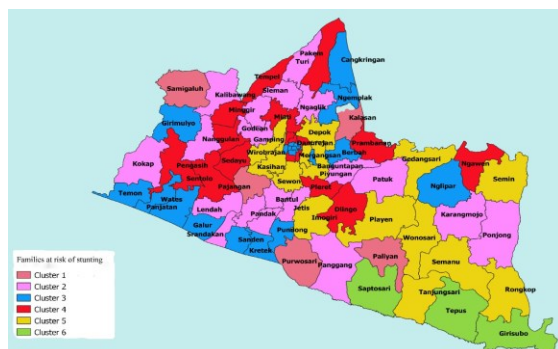 Pakem
Turi
Cangkringan
Tempel
Samigaluh
Sleman
Kalibawang
Ngemplak
Ngaglik
Minggir
Kalasan
Girimulyo
Mlati
Godean
Depok
Nanggulan
Gamping
Prambanan
Berbah
Wirobrajan
Mergangsan
Gedangsari
Ngawen
Kokap
Pengasih
Sedayu
Kasihan
Banguntapan
Piyungan
Patuk
Nglipar
Semin
Sentolo
Sewon
Pleret
Temon
Pajangan
Wates
Panjatan
Lendah
Bantul
Jetis
Dlingo
Imogiri
Playen
Karangmojo
Pandak
Galur
Srandakan
Pundong
Ponjong
Sanden
Kretek
Wonosari
Purwosari
Panggang
Paliyan
Semanu
Saptosari
Tanjungsari
Rongkop
Tepus
Girisubo
Families at risk of stunting
Cluster 1
Cluster 2
Cluster 3
Cluster 4
Cluster 5
Cluster 6